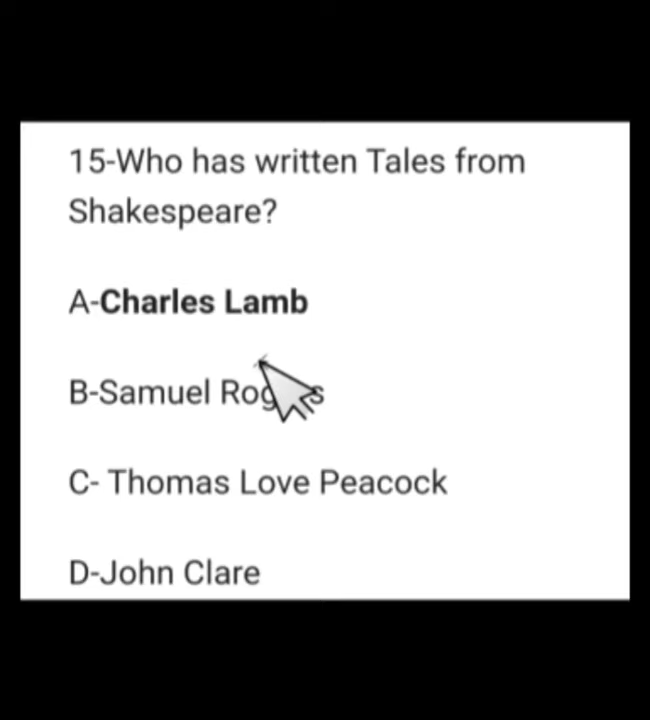 15-Who has written Tales from
Shakespeare?
A-Charles Lamb
B-Samuel
C- Thomas Love Peacock
D-John Clare